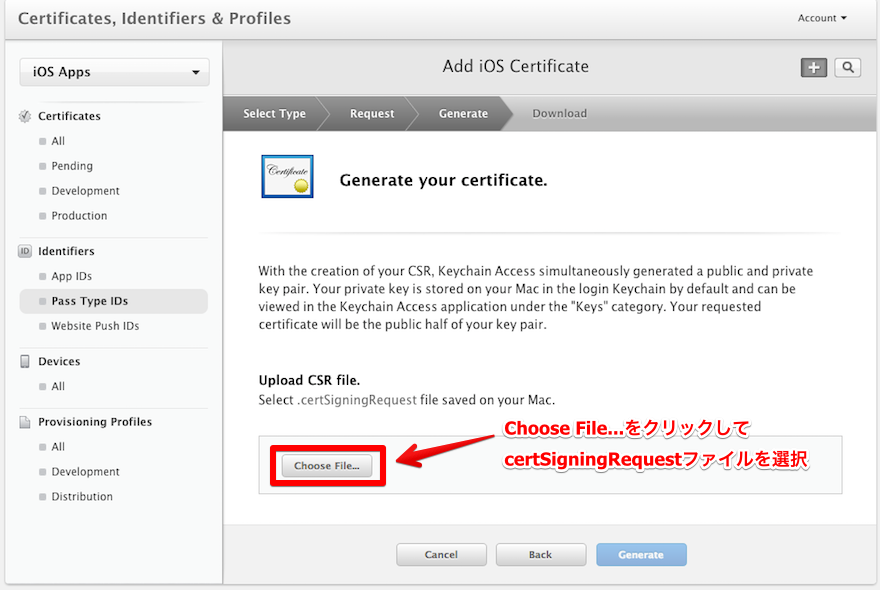 Certificates, Identifiers & Profiles
Account
iOS Apps
Add iOS Certificate
Certificates
All
Pending
Development
Production
Identifiers
ID
App IDs
Pass Type IDs
Website Push IDs
Devices
All
Provisioning Profiles
All
Development
Distribution
Select Type
Request
Generate
Download
Certificate
Generate your certificate.
With the creation of your CSR, Keychain Access simultaneously generated a public and private
key pair. Your private key is stored on your Mac in the login Keychain by default and can be
viewed in the Keychain Access application under the "Keys" category. Your requested
certificate will be the public half of your key pair.
Upload CSR file.
Select .certSigningRequest file saved on your Mac.
Choose File...
Choose File...をクリックして
certSigningRequestファイルを選択
Cancel
Back
Generate